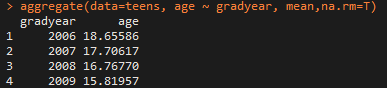 > aggregate(data=teens, age ~ gradyear, mean,na.rm=T)
gradyear age
1 2006 18.65586
2 2007 17.70617
3 2008 16.76770
4 2009 15.81957